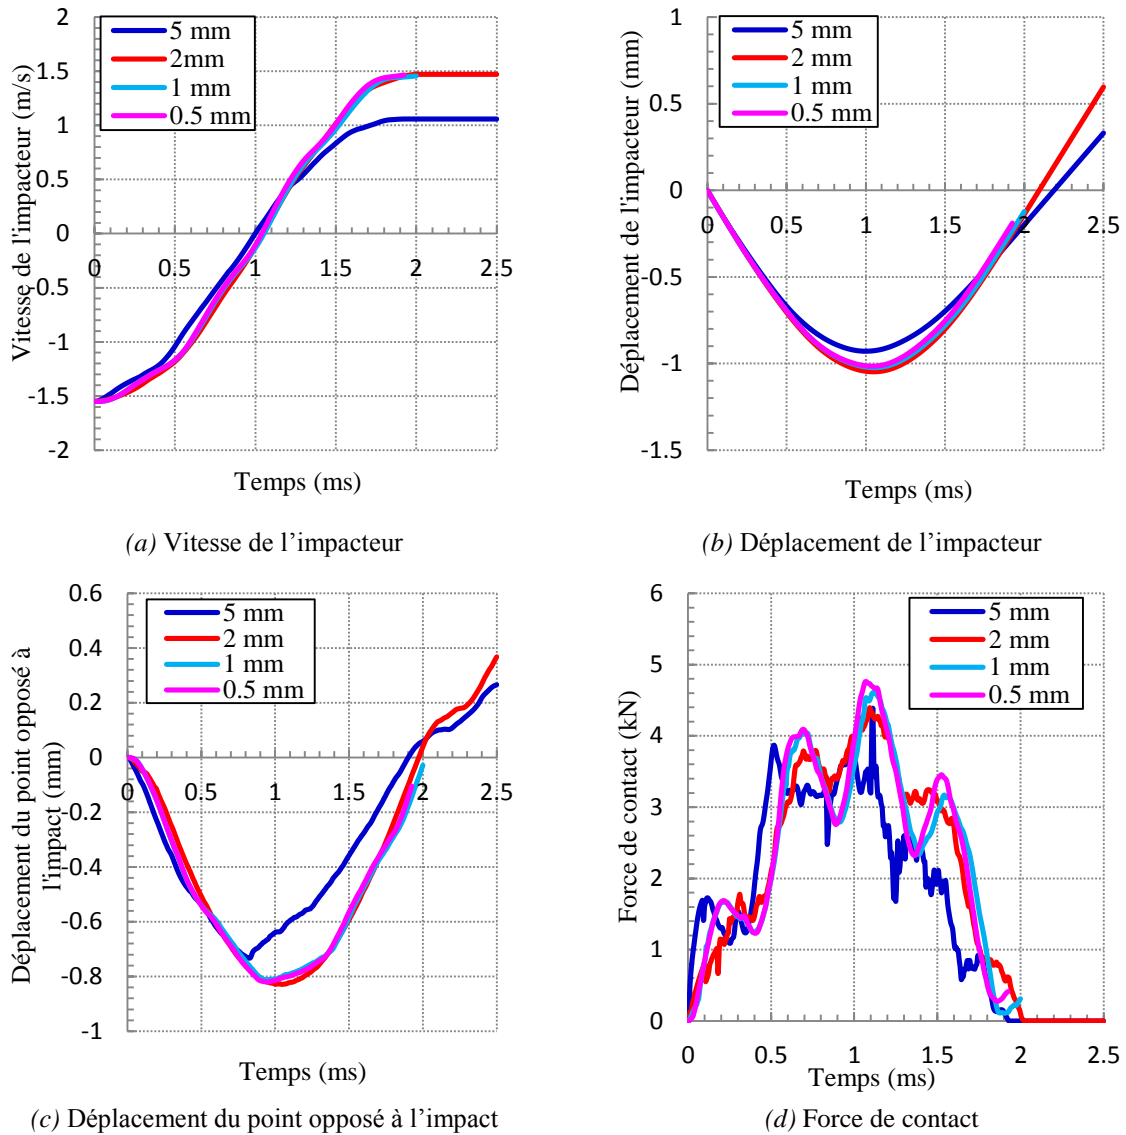 2
1.5
1
0.5
0
-0.5
-1
-1.5
-2
0 0.5 1 1.5 2 2.5
Vitesse de l'impacteur (m/s)
Temps (ms)
5 mm
2mm
1 mm
0.5 mm
(a) Vitesse de l’impacteur
1
0.5
0
-0.5
-1
-1.5
0 0.5 1 1.5 2 2.5
Déplacement de l'impacteur (mm)
Temps (ms)
5 mm
2 mm
1 mm
0.5 mm
(b) Déplacement de l’impacteur
0.6
0.4
0.2
0
-0.2
-0.4
-0.6
-0.8
-1
0 0.5 1 1.5 2 2.5
Déplacement du point opposé à
l'impact (mm)
Temps (ms)
5 mm
2 mm
1 mm
0.5 mm
(c) Déplacement du point opposé à l’impact
6
5
4
3
2
1
0
0 0.5 1 1.5 2 2.5
Force de contact (kN)
Temps (ms)
5 mm
2 mm
1 mm
0.5 mm
(d) Force de contact